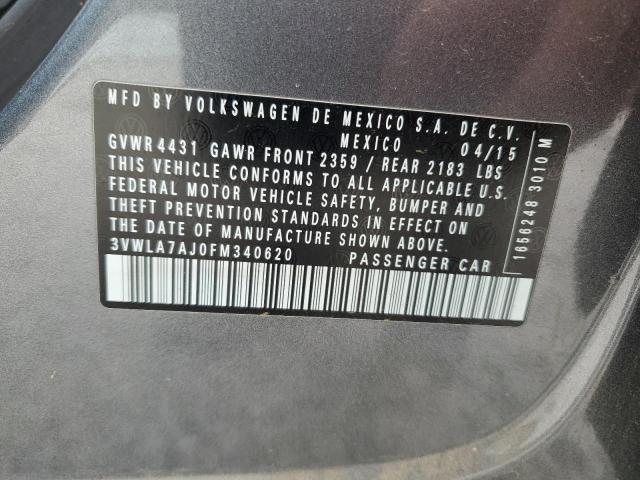 MFD BY VOLKSWAGEN DE MEXICO S.A. DE C.V.
MEXICO 04/15
GVWR 4431 GAWR FRONT 2359 / REAR 2183 LBS
THIS VEHICLE CONFORMS TO ALL APPLICABLE U.S.
FEDERAL MOTOR VEHICLE SAFETY, BUMPER AND
THEFT PREVENTION STANDARDS IN EFFECT ON
THE DATE OF MANUFACTURE SHOWN ABOVE.
3VWLA7AJ0FM340620 PASSENGER CAR
1656248 3010 M